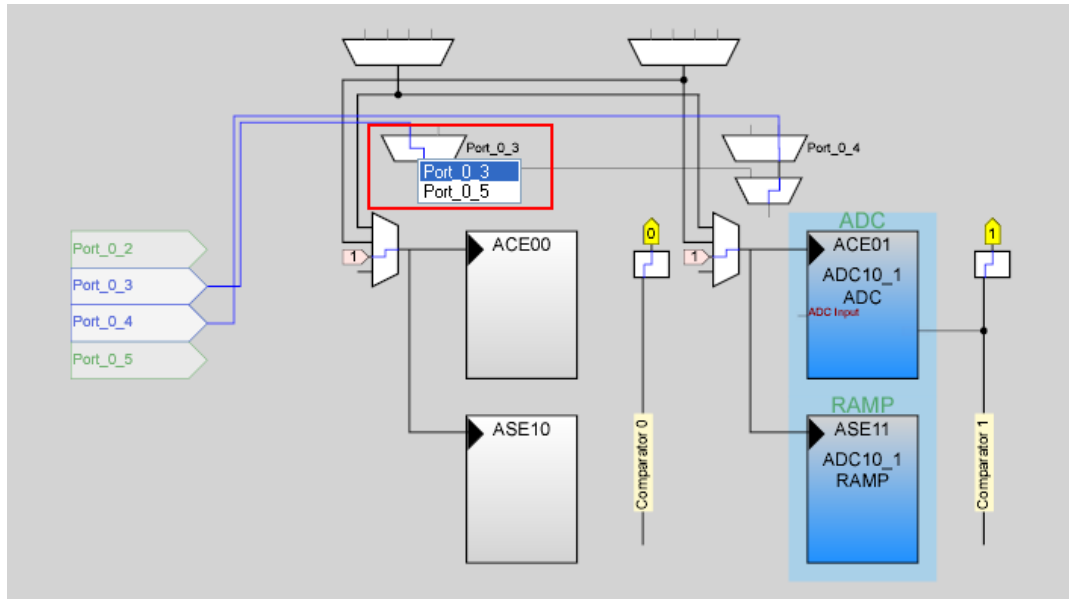 Port_0_3
Port_0_4
Port_0_3
Port_0_5
ADC
Port_0_2
Port_0_3
Port_0_4
Port_0_5
1
ACE00
0
1
ACE01
ADC10_1
ADC
ADC Input
1
ASE10
Comparator 0
RAMP
ASE11
ADC10_1
RAMP
Comparator 1